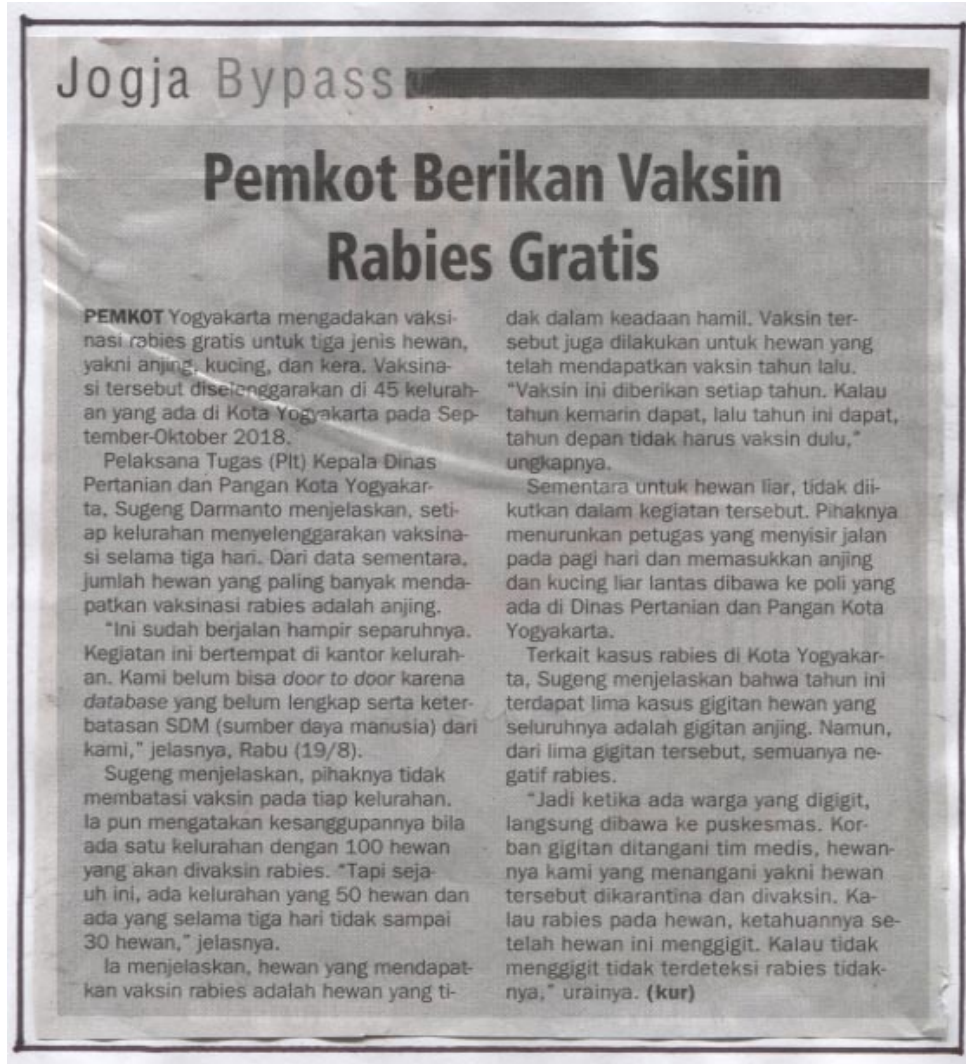 Jogja Bypass
Pemkot Berikan Vaksin
Rabies Gratis
PEMKOT Yogyakarta mengadakan vaksi-
nasi rabies gratis untuk tiga jenis hewan,
yakni anjing, kucing, dan kera. Vaksina-
si tersebut diselenggarakan di 45 kelurah-
an yang ada di Kota Yogyakarta pada Sep-
tember-Oktober 2018.
Pelaksana Tugas (Plt) Kepala Dinas
Pertanian dan Pangan Kota Yogyakar-
ta, Sugeng Darmanto menjelaskan, seti-
ap kelurahan menyelenggarakan vaksina-
si selama tiga hari. Dari data sementara,
jumlah hewan yang paling banyak menda-
patkan vaksinasi rabies adalah anjing.
"Ini sudah berjalan hampir separuhnya.
Kegiatan ini bertempat di kantor kelurah-
an. Kami belum bisa door to door karena
database yang belum lengkap serta keter-
batasan SDM (sumber daya manusia) dari
kami," jelasnya, Rabu (19/8).
Sugeng menjelaskan, pihaknya tidak
membatasi vaksin pada tiap kelurahan.
Ia pun mengatakan kesanggupannya bila
ada satu kelurahan dengan 100 hewan
yang akan divaksin rabies. "Tapi seja-
uh ini, ada kelurahan yang 50 hewan dan
ada yang selama tiga hari tidak sampai
30 hewan," jelasnya.
Ia menjelaskan, hewan yang mendapat-
kan vaksin rabies adalah hewan yang ti-
dak dalam keadaan hamil. Vaksin ter-
sebut juga dilakukan untuk hewan yang
telah mendapatkan vaksin tahun lalu.
"Vaksin ini diberikan setiap tahun. Kalau
tahun kemarin dapat, lalu tahun ini dapat,
tahun depan tidak harus vaksin dulu,"
ungkapnya.
Sementara untuk hewan liar, tidak dii-
kutkan dalam kegiatan tersebut. Pihaknya
menurunkan petugas yang menyisir jalan
pada pagi hari dan memasukkan anjing
dan kucing liar lantas dibawa ke poli yang
ada di Dinas Pertanian dan Pangan Kota
Yogyakarta.
Terkait kasus rabies di Kota Yogyakar-
ta, Sugeng menjelaskan bahwa tahun ini
terdapat lima kasus gigitan hewan yang
seluruhnya adalah gigitan anjing. Namun,
dari lima gigitan tersebut, semuanya ne-
gatif rabies.
"Jadi ketika ada warga yang digigit,
langsung dibawa ke puskesmas. Kor-
ban gigitan ditangani tim medis, hewan-
nya kami yang menangani yakni hewan
tersebut dikarantina dan divaksin. Ka-
lau rabies pada hewan, ketahuannya se-
telah hewan ini menggigit. Kalau tidak
menggigit tidak terdeteksi rabies tidak-
nya," urainya. (kur)